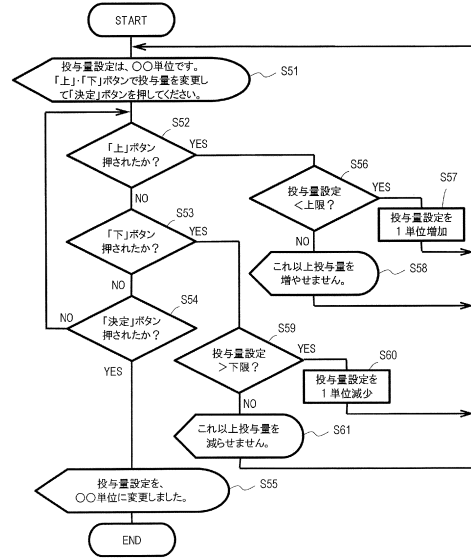 START
投与量設定は、○○単位です。
「上」・「下」ボタンで投与量を変更し
て「決定」ボタンを押してください。
S51
S52
「上」ボタン
押されたか？
YES
NO
S56
投与量設定
＜上限？
YES
NO
S57
投与量設定を
1単位増加
これ以上投与量を
増やせません。
S58
S53
「下」ボタン
押されたか？
YES
NO
S54
「決定」ボタン
押されたか？
NO
YES
S59
投与量設定
＞下限？
YES
NO
S60
投与量設定を
1単位減少
これ以上投与量を
減らせません。
S61
投与量設定を、
○○単位に変更しました。
S55
END